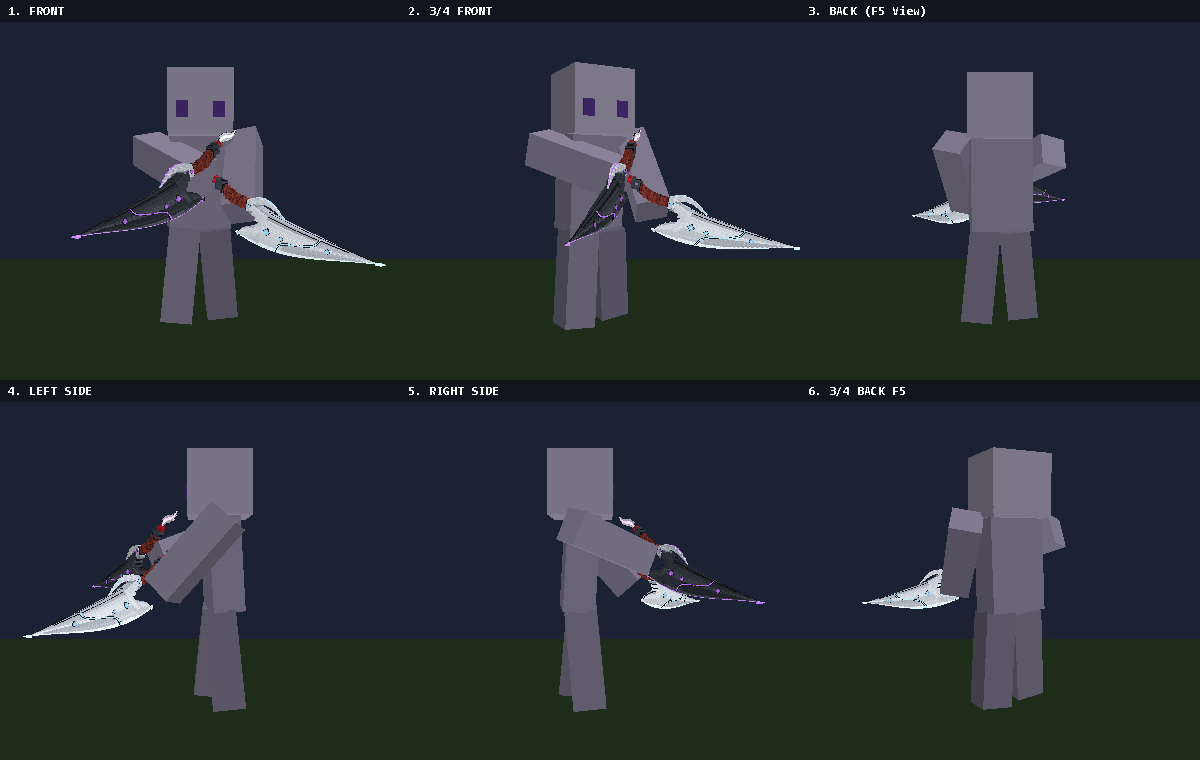 1. FRONT
2. 3/4 FRONT
3. BACK (F5 View)
4. LEFT SIDE
5. RIGHT SIDE
6. 3/4 BACK F5